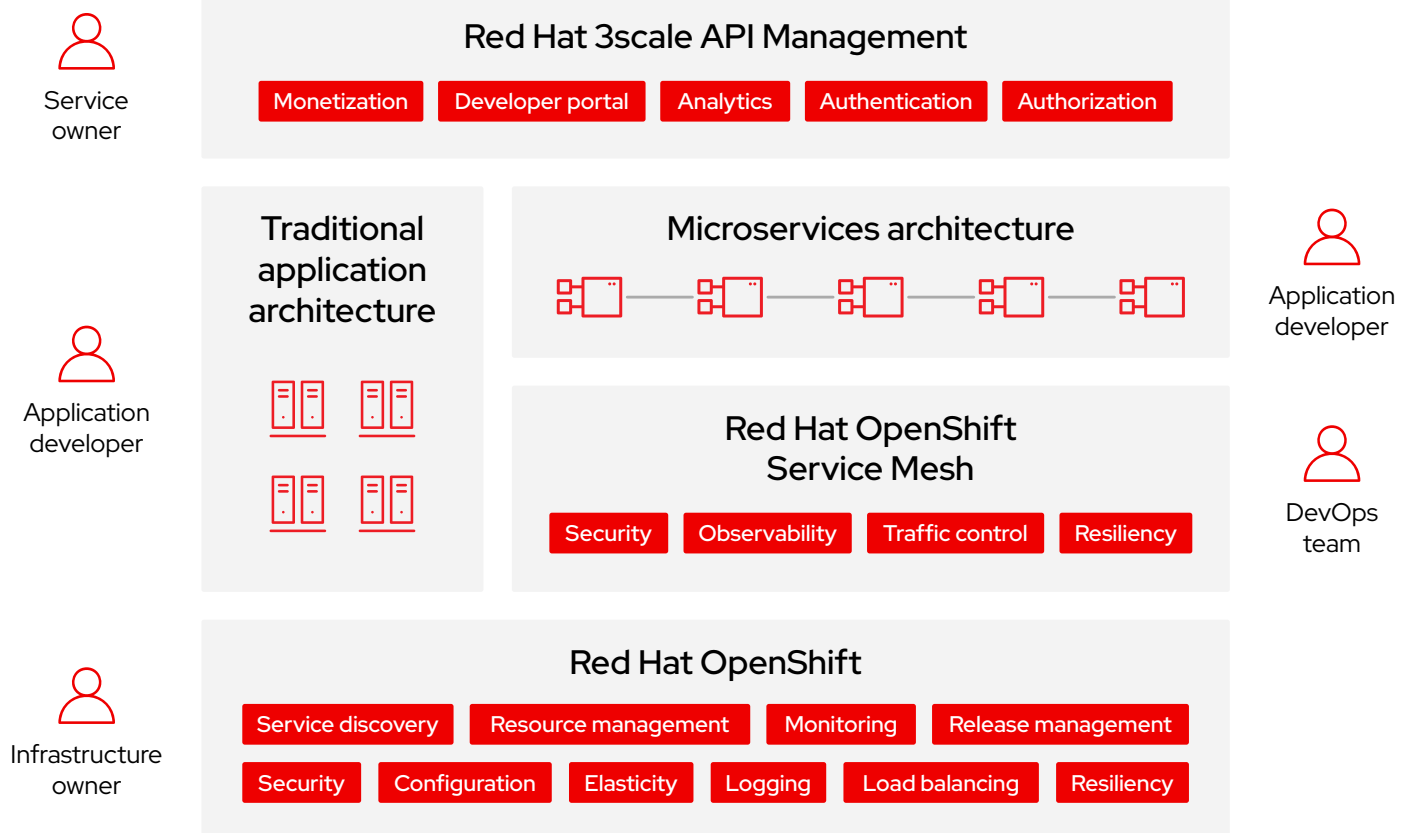 Red Hat 3scale API Management
Service
owner
Monetization
Developer portal
Analytics
Authentication
Authorization
Traditional
application
architecture
Application
developer
Microservices architecture
Application
developer
Red Hat OpenShift
Service Mesh
Security
Observability
Traffic control
Resiliency
DevOps
team
Red Hat OpenShift
Infrastructure
owner
Service discovery
Resource management
Monitoring
Release management
Security
Configuration
Elasticity
Logging
Load balancing
Resiliency